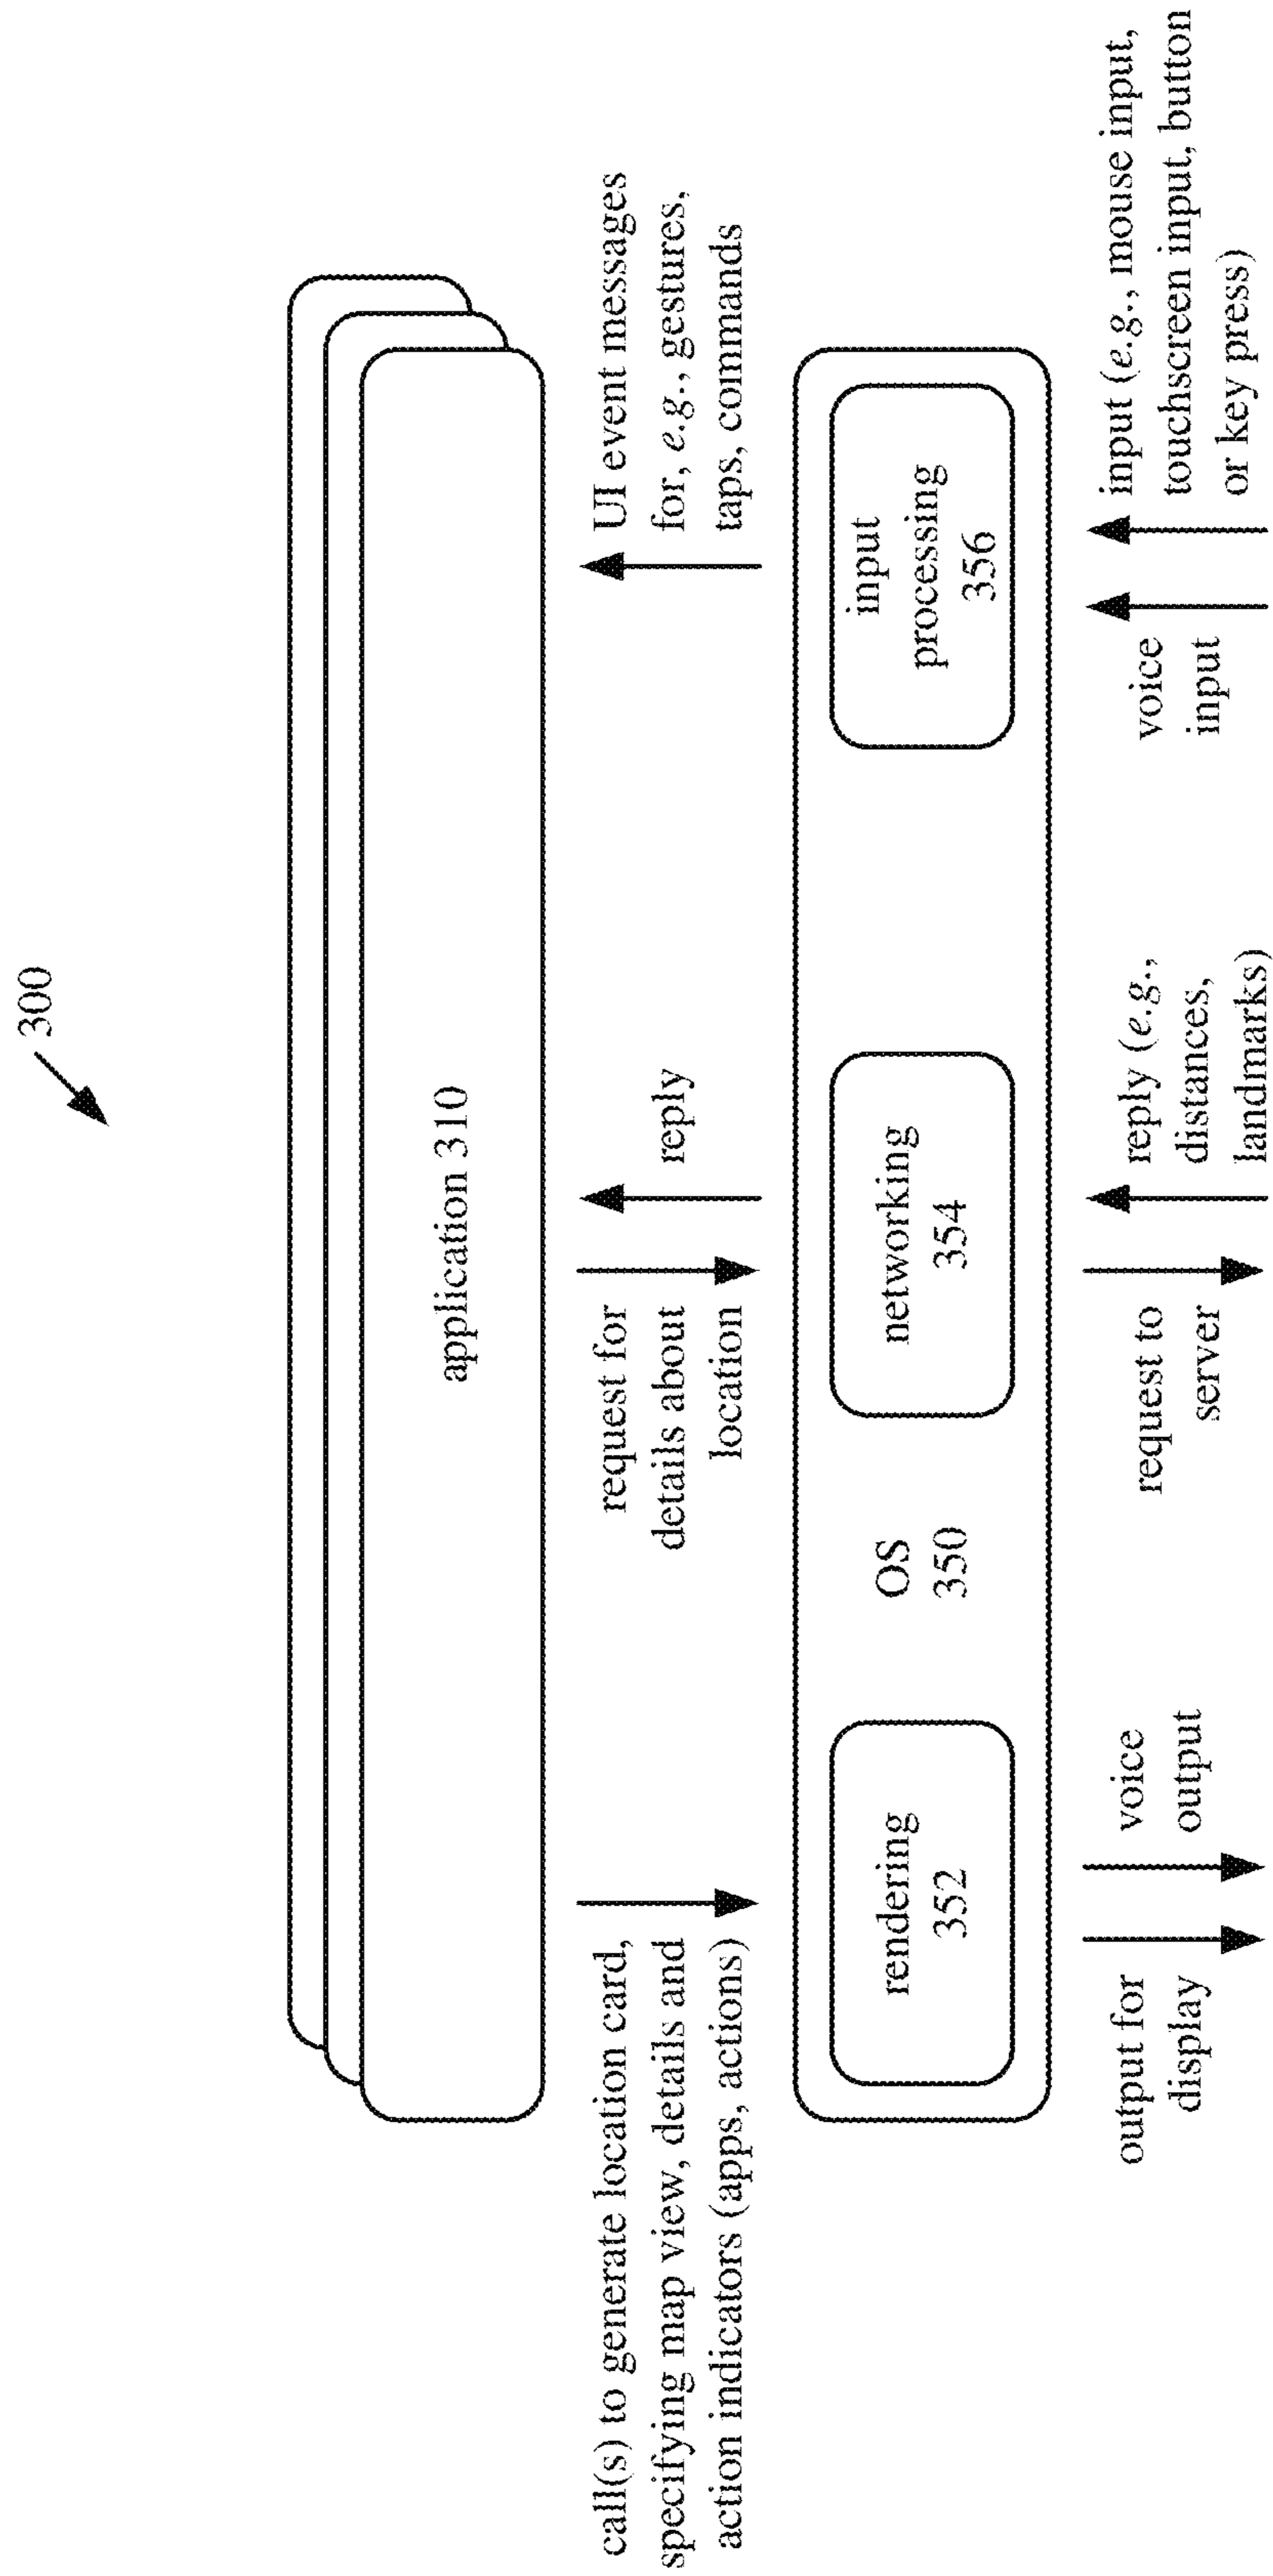 300
application 310
call(s) to generate location card,
specifying map view, details and
action indicators (apps, actions)
request for
details about
location
reply
UI event messages
for, e.g., gestures,
taps, commands
rendering
352
OS
350
networking
354
input
processing
356
output for
display
voice
output
request to
server
reply (e.g.,
distances,
landmarks)
voice
input
input (e.g., mouse input,
touchscreen input, button
or key press)